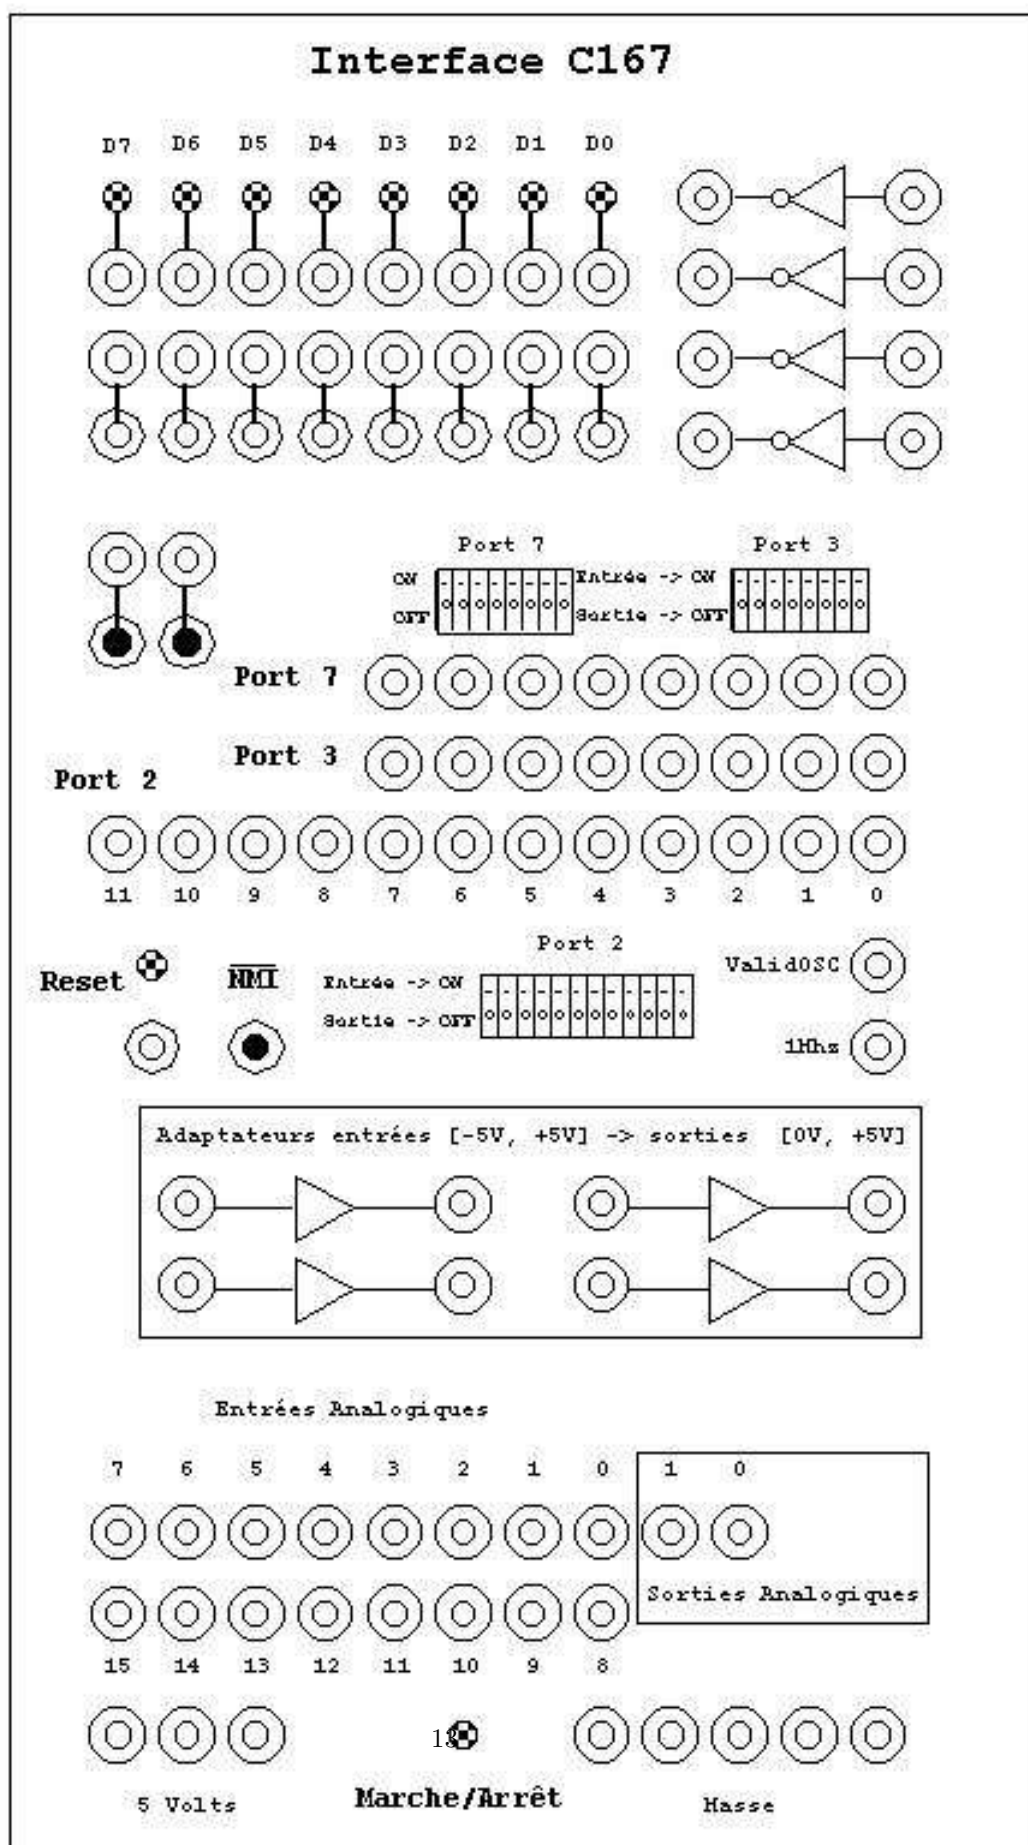 Interface C167
D7 D6 D5 D4 D3 D2 D1 D0
Port 7 Port 3
ON Entrée -> ON
OFF Sortie -> OFF
Port 7
Port 3
Port 2
11 10 9 8 7 6 5 4 3 2 1 0
Port 2
Reset NMI Entrée -> ON ValidOSC
Sortie -> OFF
1Mhz
Adaptateurs entrées [-5V, +5V] -> sorties [0V, +5V]
Entrées Analogiques
7 6 5 4 3 2 1 0 1 0
Sorties Analogiques
15 14 13 12 11 10 9 8
5 Volts Marche/Arrêt Masse